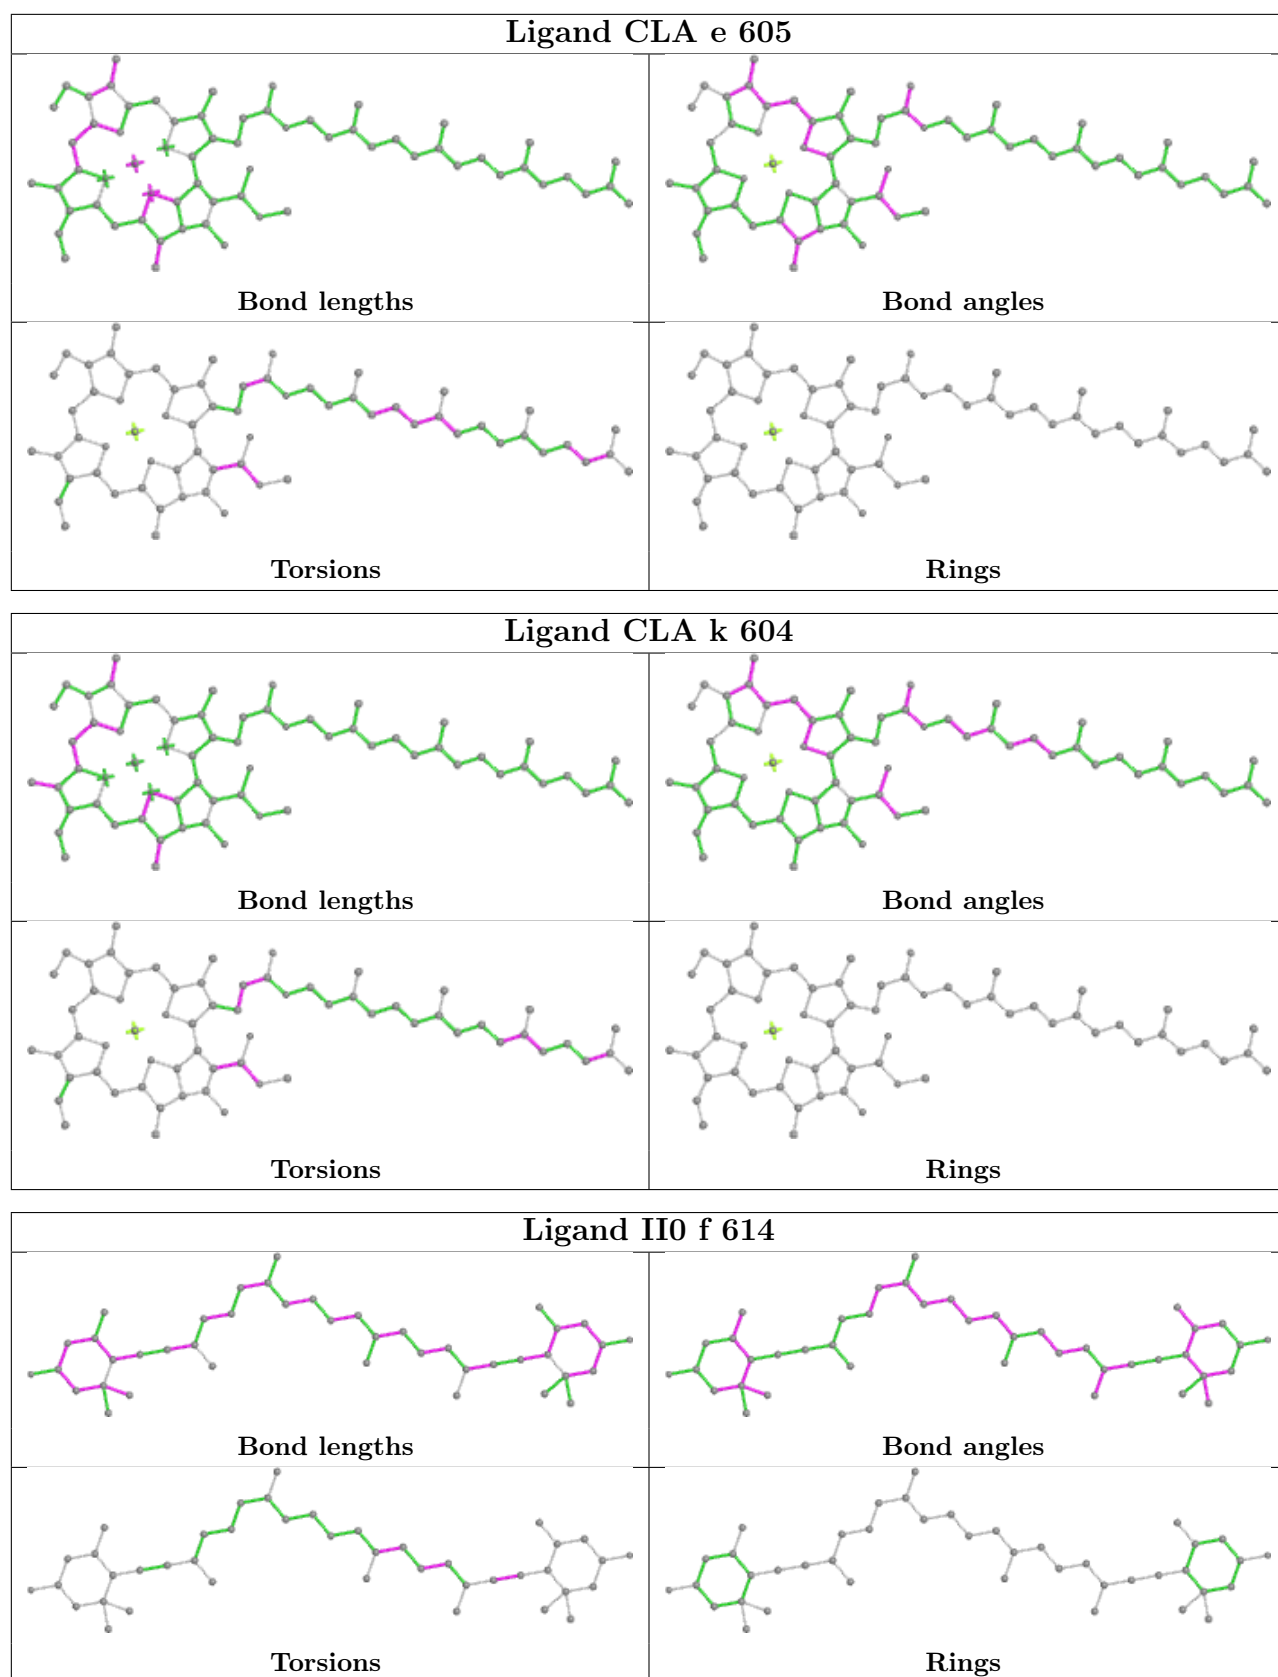 Ligand CLA e 605
Bond lengths
Bond angles
Torsions
Rings
Ligand CLA k 604
Bond lengths
Bond angles
Torsions
Rings
Ligand II0 f 614
Bond lengths
Bond angles
Torsions
Rings